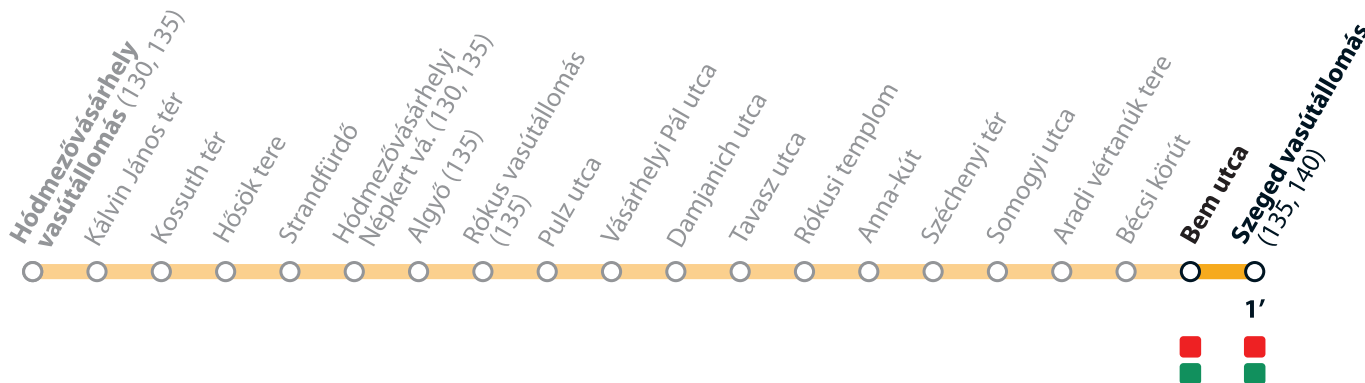 Hódmezővásárhely
vasútállomás (130, 135)
Kálvin János tér
Kossuth tér
Hősök tere
Strandfürdő
Hódmezővásárhelyi
Népkert vá. (130, 135)
Algyő (135)
Rókus vasútállomás
(135)
Pulz utca
Vásárhelyi Pál utca
Damjanich utca
Tavasz utca
Rókusi templom
Anna-kút
Széchenyi tér
Somogyi utca
Aradi vértanúk tere
Bécsi körút
Bem utca
Szeged vasútállomás
(135, 140)
1’